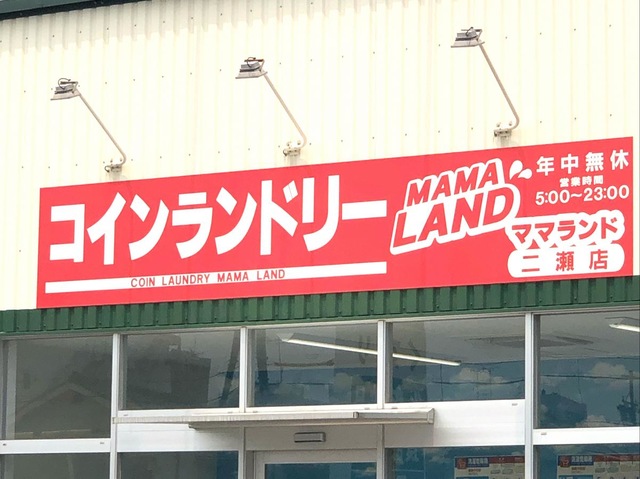 コインランドリー
COIN LAUNDRY MAMA LAND
MAMA
LAND
年中無休
営業時間
5:00～23:00
ママランド
二瀬店